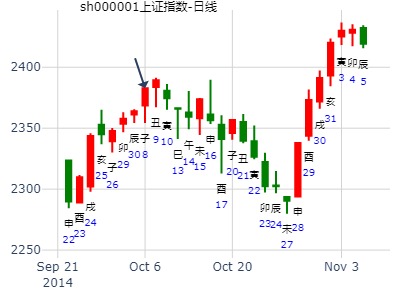 sh000001上证指数-日线
2400
2350
2300
2250
申
22
酉
23
戌
24
亥
25
子
26
卯
29
辰
30
子
8
丑
9
寅
10
巳
13
午
14
未
15
申
16
酉
17
子
20
丑
21
寅
22
卯
23
辰
24
未
27
申
28
酉
29
戌
30
亥
31
寅
3
卯
4
辰
5
Sep 21
2014
Oct 6
Oct 20
Nov 3